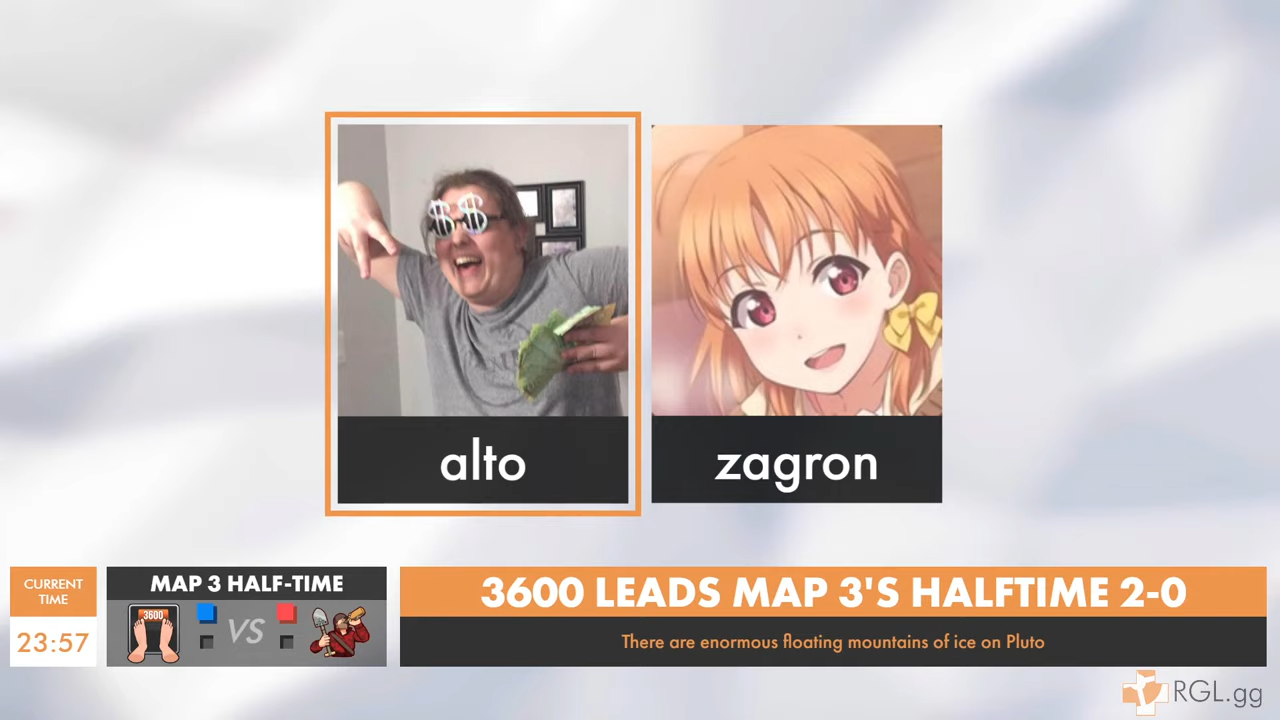 $ $
alto
zagron
CURRENT
TIME
23:57
MAP 3 HALF-TIME
3600
VS
3600 LEADS MAP 3'S HALFTIME 2-0
There are enormous floating mountains of ice on Pluto
RGL.gg